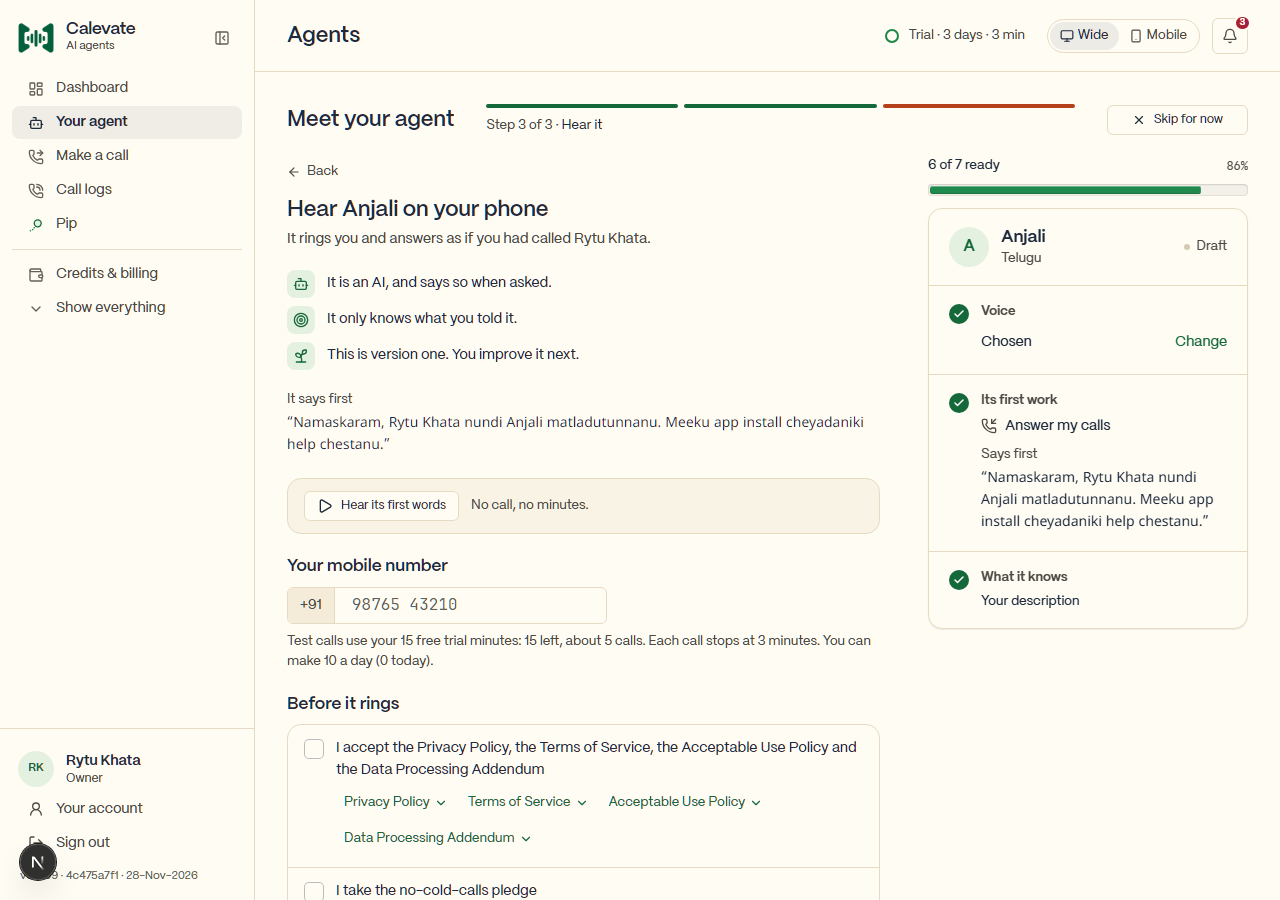 Calevate
AI agents
Dashboard
Your agent
Make a call
Call logs
Pip
Credits & billing
Show everything
RK
Rytu Khata
Owner
Your account
Sign out
N
9 · 4c475a7f1 · 28-Nov-2026
Agents
Trial · 3 days · 3 min
Wide
Mobile
3
Meet your agent
Step 3 of 3 · Hear it
Skip for now
Back
Hear Anjali on your phone
It rings you and answers as if you had called Rytu Khata.
It is an AI, and says so when asked.
It only knows what you told it.
This is version one. You improve it next.
It says first
“Namaskaram, Rytu Khata nundi Anjali matladutunnanu. Meeku app install cheyadaniki
help chestanu.”
Hear its first words
No call, no minutes.
Your mobile number
+91
98765 43210
Test calls use your 15 free trial minutes: 15 left, about 5 calls. Each call stops at 3 minutes. You can
make 10 a day (0 today).
Before it rings
I accept the Privacy Policy, the Terms of Service, the Acceptable Use Policy and
the Data Processing Addendum
Privacy Policy
Terms of Service
Acceptable Use Policy
Data Processing Addendum
I take the no-cold-calls pledge
6 of 7 ready
86%
A
Anjali
Telugu
Draft
Voice
Chosen
Change
Its first work
Answer my calls
Says first
“Namaskaram, Rytu Khata nundi
Anjali matladutunnanu. Meeku app
install cheyadaniki help chestanu.”
What it knows
Your description